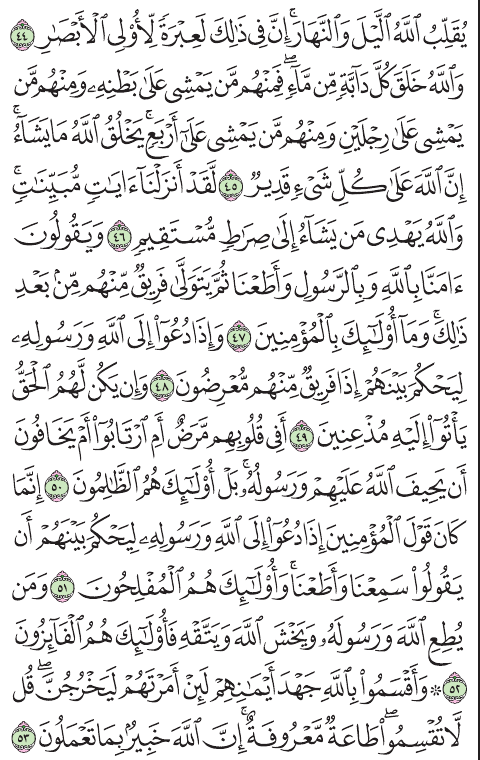 يُقَلِّبُ ٱللَّهُ ٱلَّيۡلَ وَٱلنَّهَارَۚ إِنَّ فِي ذَٰلِكَ لَعِبۡرَةٗ لِّأُوْلِي ٱلۡأَبۡصَٰرِ ٤٤
وَٱللَّهُ خَلَقَ كُلَّ دَآبَّةٖ مِّن مَّآءٖۖ فَمِنۡهُم مَّن يَمۡشِي عَلَىٰ بَطۡنِهِۦ وَمِنۡهُم مَّن
يَمۡشِي عَلَىٰ رِجۡلَيۡنِ وَمِنۡهُم مَّن يَمۡشِي عَلَىٰٓ أَرۡبَعٖۚ يَخۡلُقُ ٱللَّهُ مَا يَشَآءُۚ
إِنَّ ٱللَّهَ عَلَىٰ كُلِّ شَيۡءٖ قَدِيرٞ ٤٥ لَّقَدۡ أَنزَلۡنَآ ءَايَٰتٖ مُّبَيِّنَٰتٖۚ
وَٱللَّهُ يَهۡدِي مَن يَشَآءُ إِلَىٰ صِرَٰطٖ مُّسۡتَقِيمٖ ٤٦ وَيَقُولُونَ
ءَامَنَّا بِٱللَّهِ وَبِٱلرَّسُولِ وَأَطَعۡنَا ثُمَّ يَتَوَلَّىٰ فَرِيقٞ مِّنۡهُم مِّنۢ بَعۡدِ
ذَٰلِكَۚ وَمَآ أُوْلَٰٓئِكَ بِٱلۡمُؤۡمِنِينَ ٤٧ وَإِذَا دُعُوٓاْ إِلَى ٱللَّهِ وَرَسُولِهِۦ
لِيَحۡكُمَ بَيۡنَهُمۡ إِذَا فَرِيقٞ مِّنۡهُم مُّعۡرِضُونَ ٤٨ وَإِن يَكُن لَّهُمُ ٱلۡحَقُّ
يَأۡتُوٓاْ إِلَيۡهِ مُذۡعِنِينَ ٤٩ أَفِي قُلُوبِهِم مَّرَضٌ أَمِ ٱرۡتَابُوٓاْ أَمۡ يَخَافُونَ
أَن يَحِيفَ ٱللَّهُ عَلَيۡهِمۡ وَرَسُولُهُۥۚ بَلۡ أُوْلَٰٓئِكَ هُمُ ٱلظَّٰلِمُونَ ٥٠ إِنَّمَا
كَانَ قَوۡلَ ٱلۡمُؤۡمِنِينَ إِذَا دُعُوٓاْ إِلَى ٱللَّهِ وَرَسُولِهِۦ لِيَحۡكُمَ بَيۡنَهُمۡ أَن
يَقُولُواْ سَمِعۡنَا وَأَطَعۡنَاۚ وَأُوْلَٰٓئِكَ هُمُ ٱلۡمُفۡلِحُونَ ٥١ وَمَن
يُطِعِ ٱللَّهَ وَرَسُولَهُۥ وَيَخۡشَ ٱللَّهَ وَيَتَّقۡهِ فَأُوْلَٰٓئِكَ هُمُ ٱلۡفَآئِزُونَ
٥٢ ۞ وَأَقۡسَمُواْ بِٱللَّهِ جَهۡدَ أَيۡمَٰنِهِمۡ لَئِنۡ أَمَرۡتَهُمۡ لَيَخۡرُجُنَّۖ قُل
لَّا تُقۡسِمُواْۖ طَاعَةٞ مَّعۡرُوفَةٌۚ إِنَّ ٱللَّهَ خَبِيرُۢ بِمَا تَعۡمَلُونَ ٥٣